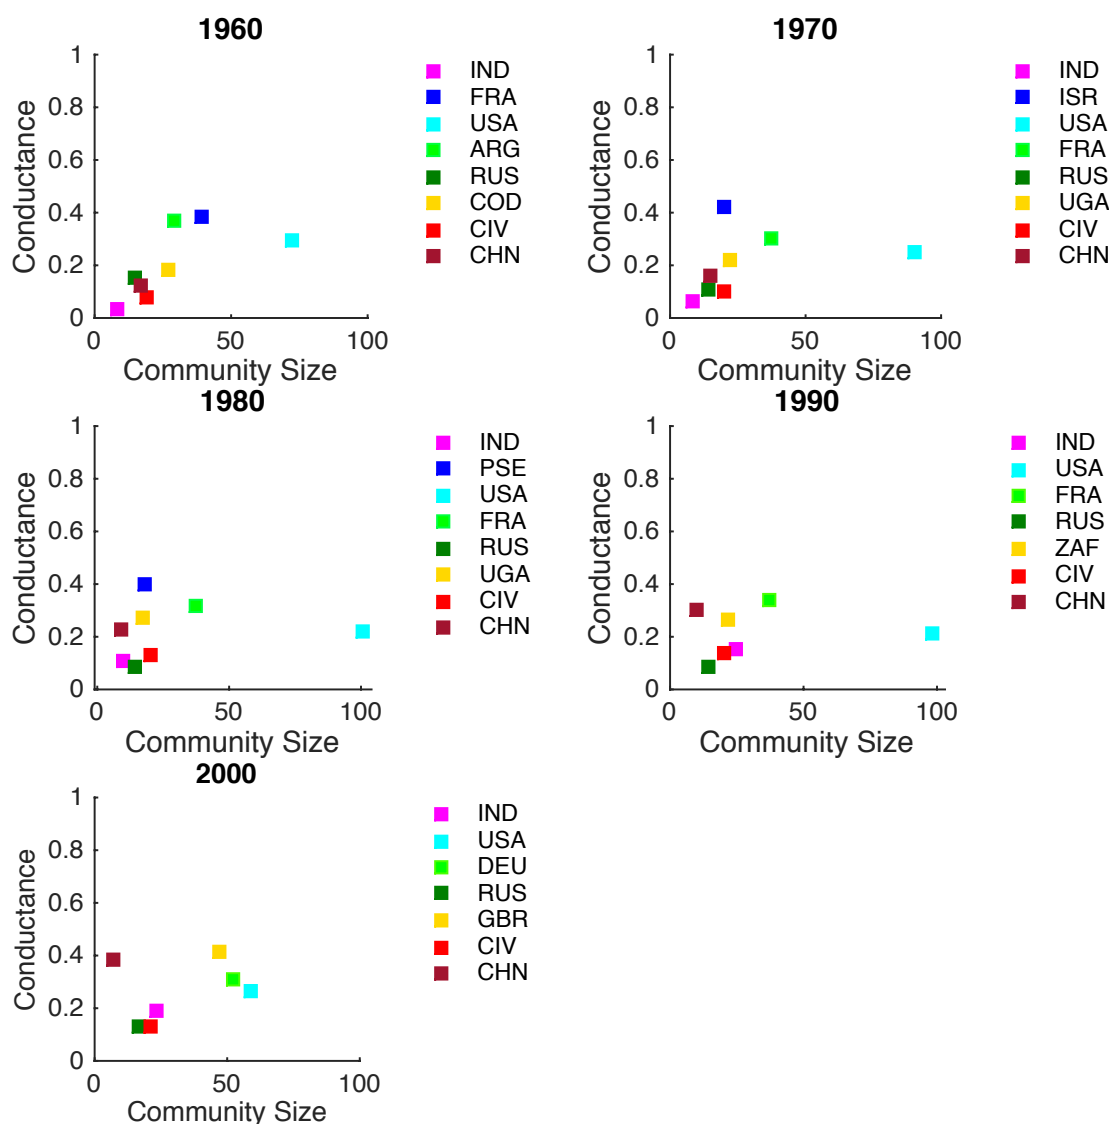 1960
1
0.8
0.6
0.4
0.2
0
0 50 100
Conductance
Community Size
IND
FRA
USA
ARG
RUS
COD
CIV
CHN
1970
1
0.8
0.6
0.4
0.2
0
0 50 100
Conductance
Community Size
IND
ISR
USA
FRA
RUS
UGA
CIV
CHN
1980
1
0.8
0.6
0.4
0.2
0
0 50 100
Conductance
Community Size
IND
PSE
USA
FRA
RUS
UGA
CIV
CHN
1990
1
0.8
0.6
0.4
0.2
0
0 50 100
Conductance
Community Size
IND
USA
FRA
RUS
ZAF
CIV
CHN
2000
1
0.8
0.6
0.4
0.2
0
0 50 100
Conductance
Community Size
IND
USA
DEU
RUS
GBR
CIV
CHN